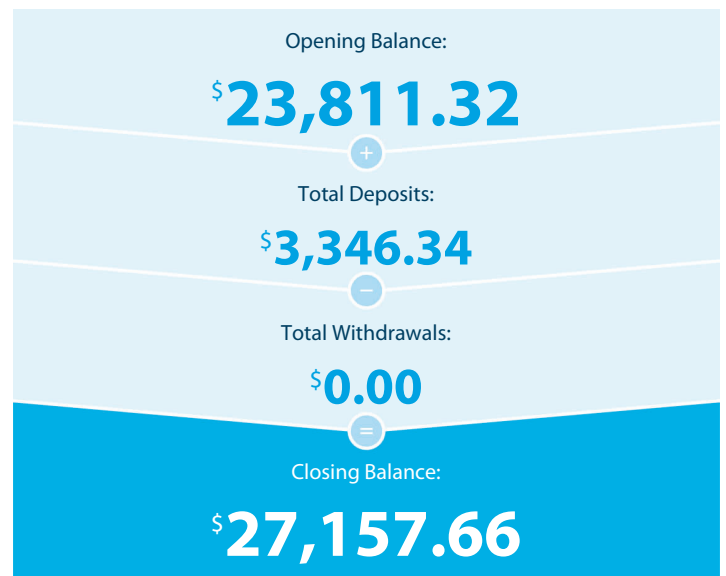 Opening Balance:
$23,811.32
+
Total Deposits:
$3,346.34
−
Total Withdrawals:
$0.00
=
Closing Balance:
$27,157.66